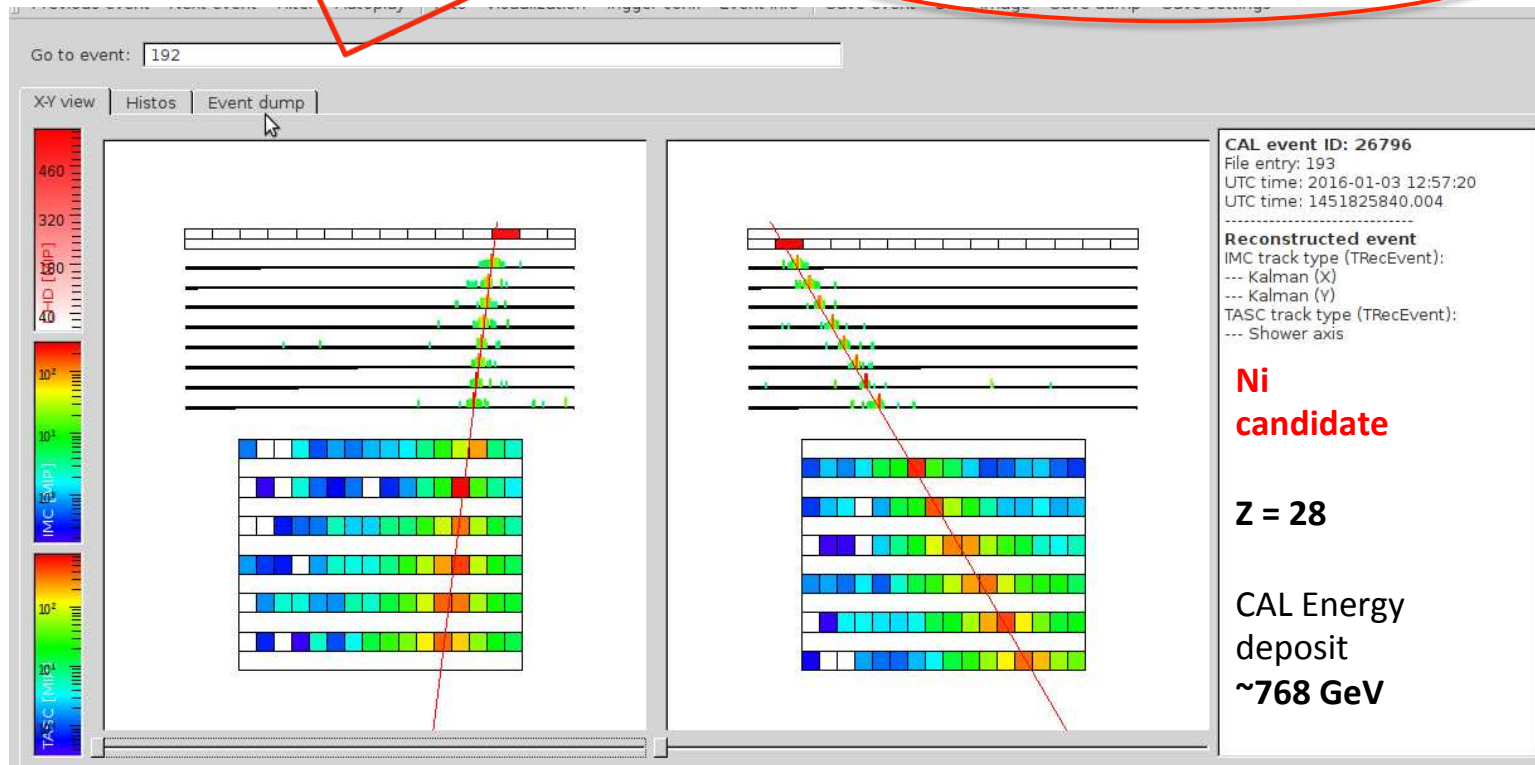 Go to event: 192
X-Y view Histos Event dump
460
320
180
40
CHD [MIP]
10²
10¹
IMC [MIP]
10²
10¹
TASC [MIP]
CAL event ID: 26796
File entry: 193
UTC time: 2016-01-03 12:57:20
UTC time: 1451825840.004
-----------------------------
Reconstructed event
IMC track type (TRecEvent):
--- Kalman (X)
--- Kalman (Y)
TASC track type (TRecEvent):
--- Shower axis
Ni
candidate
Z = 28
CAL Energy
deposit
~768 GeV